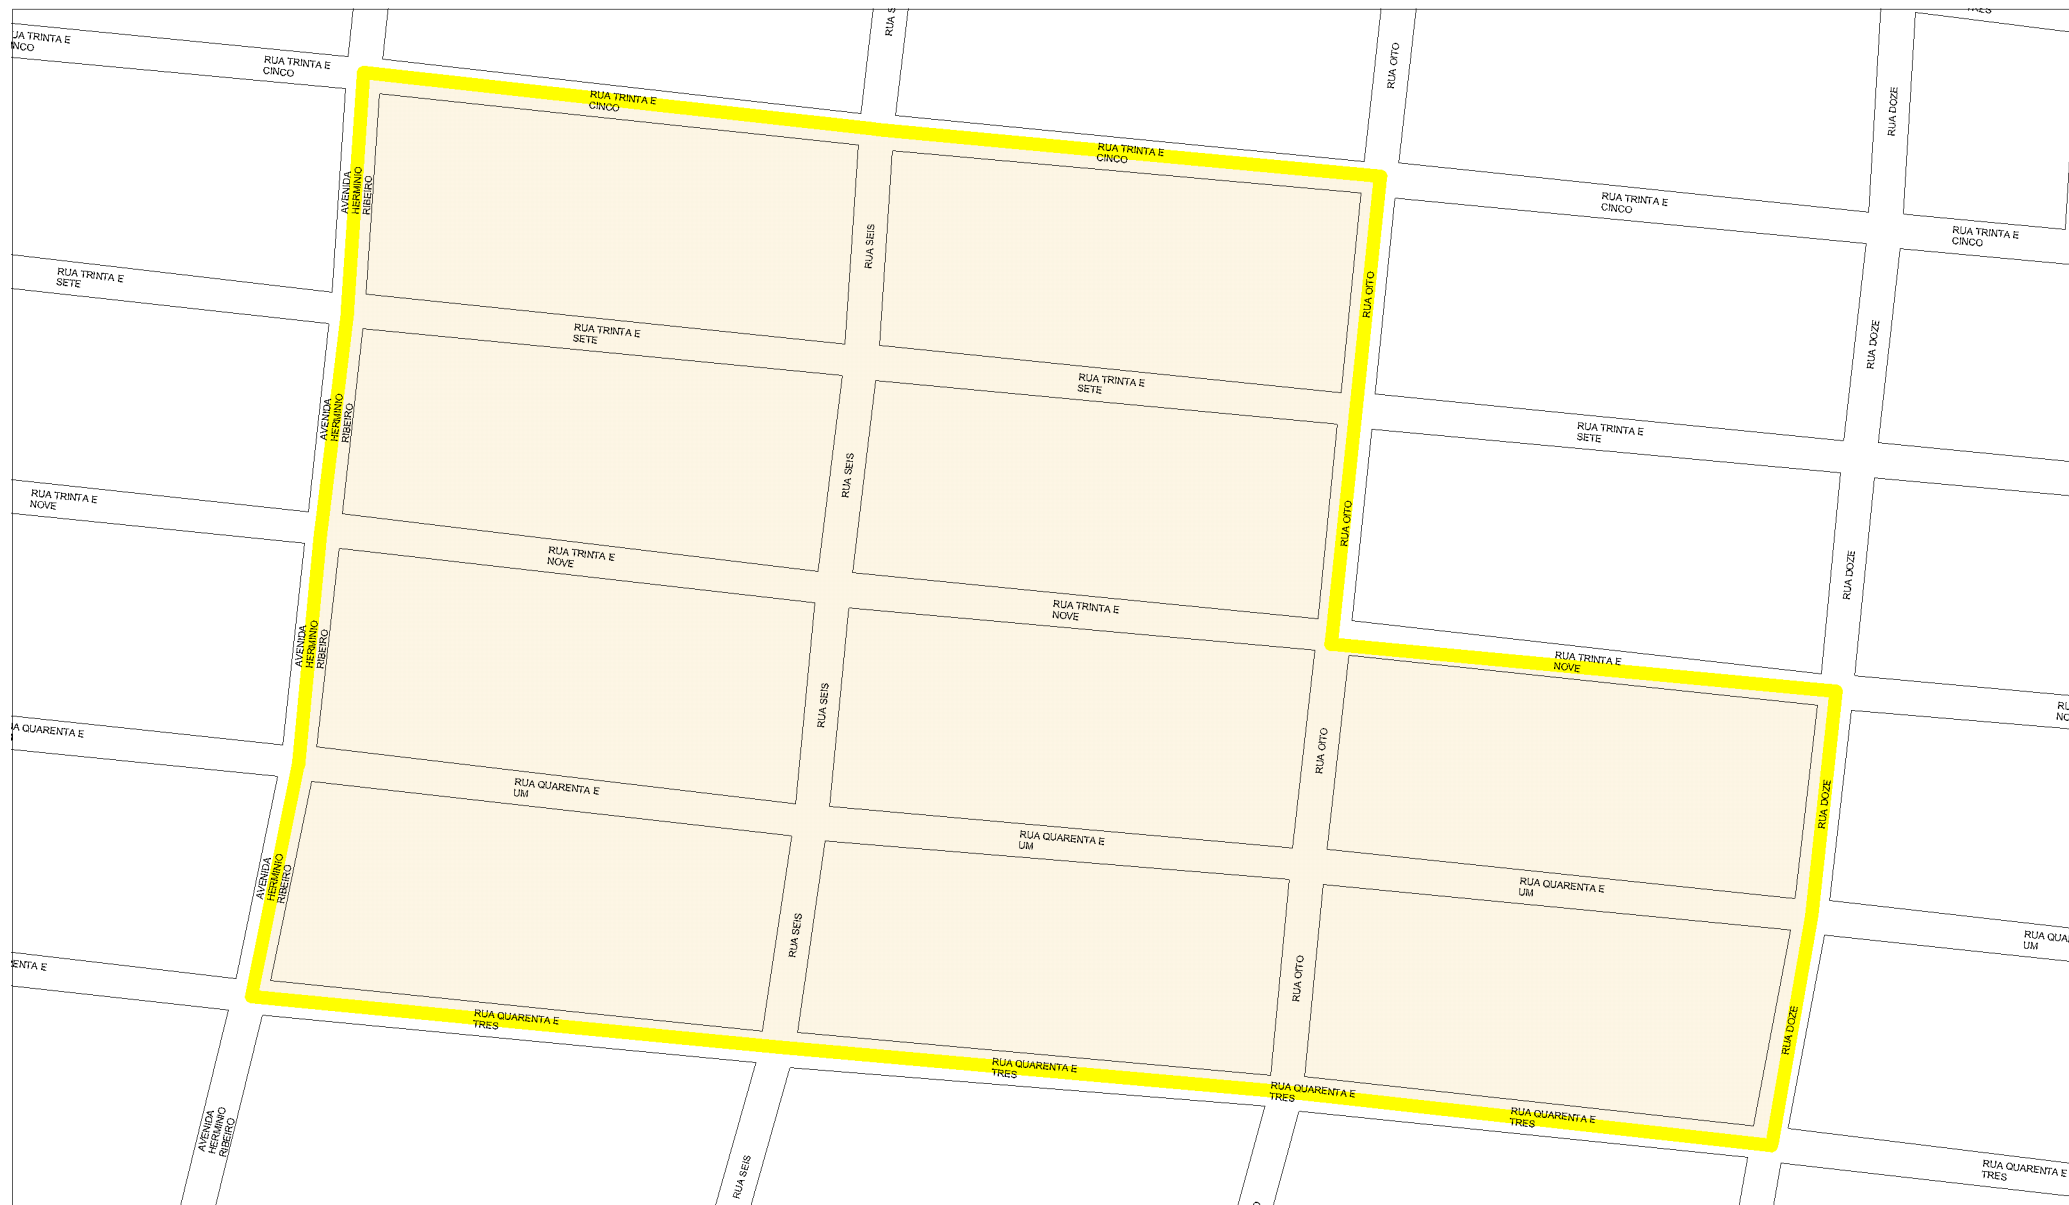 RUA TRINTA E
CINCO
RUA TRINTA E
CINCO
RUA OITO
RUA DOZE
RUA TRINTA E
CINCO
RUA TRINTA E
CINCO
AVENIDA
HERMINIO
RIBEIRO
RUA TRINTA E
CINCO
RUA TRINTA E
CINCO
RUA SEIS
RUA OITO
RUA TRINTA E
SETE
RUA TRINTA E
SETE
RUA DOZE
RUA TRINTA E
SETE
AVENIDA
HERMINIO
RIBEIRO
RUA TRINTA E
SETE
RUA SEIS
RUA TRINTA E
NOVE
RUA OITO
RUA TRINTA E
NOVE
RUA DOZE
RUA TRINTA E
NOVE
AVENIDA
HERMINIO
RIBEIRO
RUA TRINTA E
NOVE
RUA SEIS
RUA QUARENTA E
RUA OITO
RUA QUARENTA E
UM
RUA DOZE
RUA QUARENTA E
UM
AVENIDA
HERMINIO
RIBEIRO
RUA QUARENTA E
UM
RUA SEIS
UM
RUA OITO
RUA QUARENTA E
TRES
RUA DOZE
RUA QUARENTA E
TRES
RUA QUARENTA E
TRES
RUA QUARENTA E
TRES
AVENIDA
HERMINIO
RIBEIRO
RUA SEIS
RUA QUARENTA E
TRES